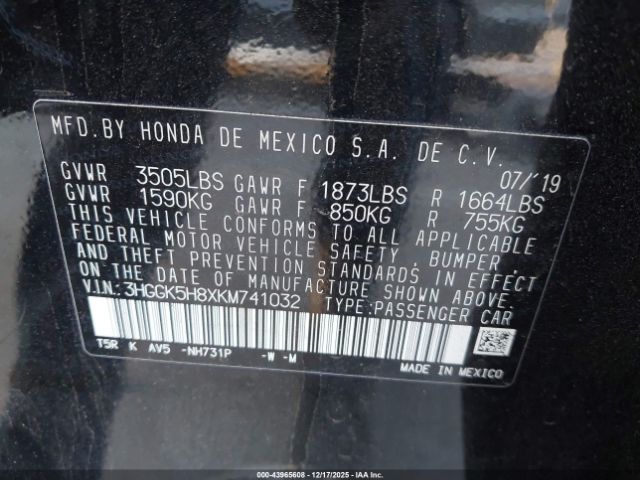 MFD.BY HONDA DE MEXICO S.A. DE C.V.
07/'19
GVWR 3505LBS GAWR F 1873LBS R 1664LBS
GVWR 1590KG GAWR F 850KG R 755KG
THIS VEHICLE CONFORMS TO ALL APPLICABLE
FEDERAL MOTOR VEHICLE SAFETY, BUMPER,
AND THEFT PREVENTION STANDARDS IN EFFECT
ON THE DATE OF MANUFACTURE SHOWN ABOVE.
V.I.N.:3HGGK5H8XKM741032 TYPE:PASSENGER CAR
T5R K AV5 -NH731P -W -M
MADE IN MEXICO
000-43965608 - 12/17/2025 - IAAI